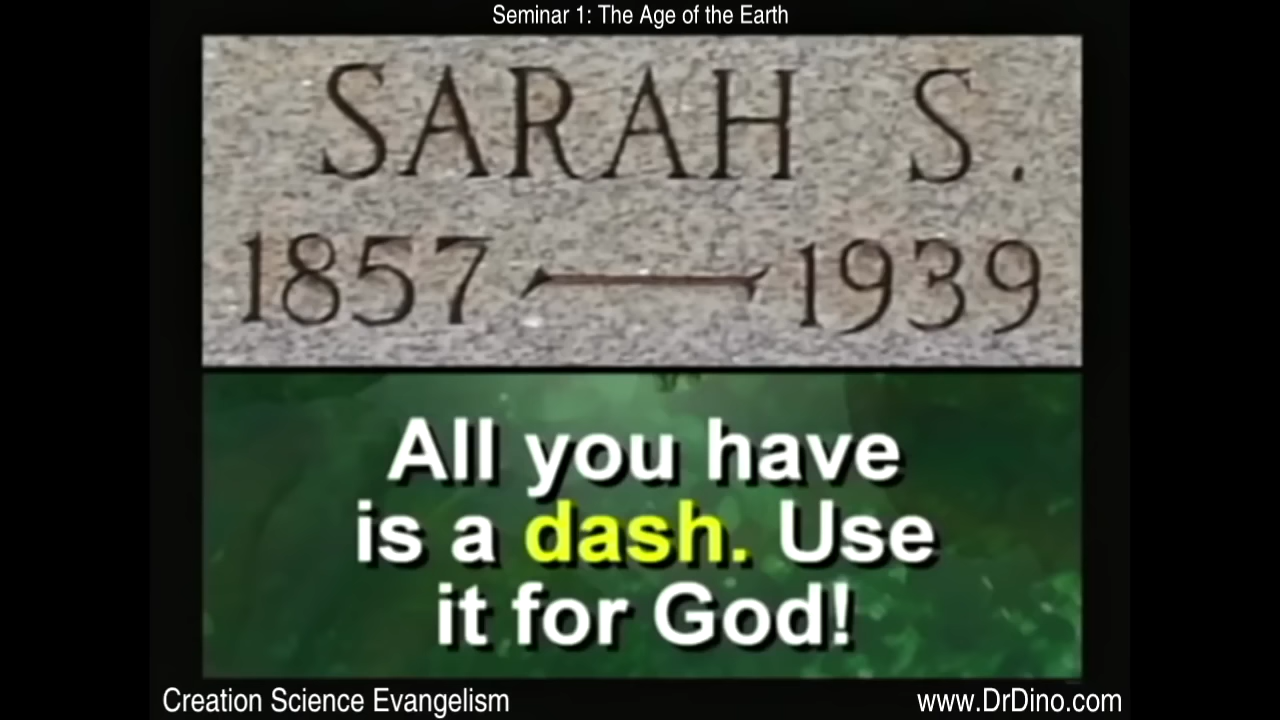 Seminar 1: The Age of the Earth
SARAH S.
1857 — 1939
All you have
is a dash. Use
it for God!
Creation Science Evangelism
www.DrDino.com